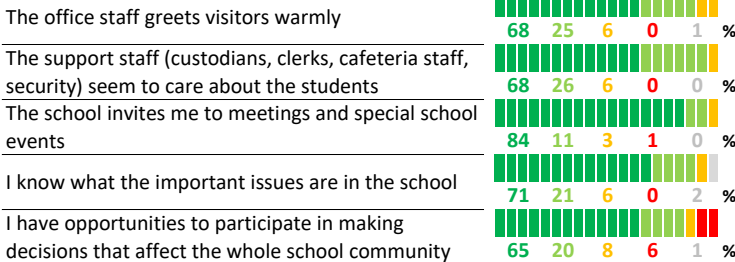 The office staff greets visitors warmly
68 25 6 0 1 %
The support staff (custodians, clerks, cafeteria staff,
security) seem to care about the students
68 26 6 0 0 %
The school invites me to meetings and special school
events
84 11 3 1 0 %
I know what the important issues are in the school
71 21 6 0 2 %
I have opportunities to participate in making
decisions that affect the whole school community
65 20 8 6 1 %